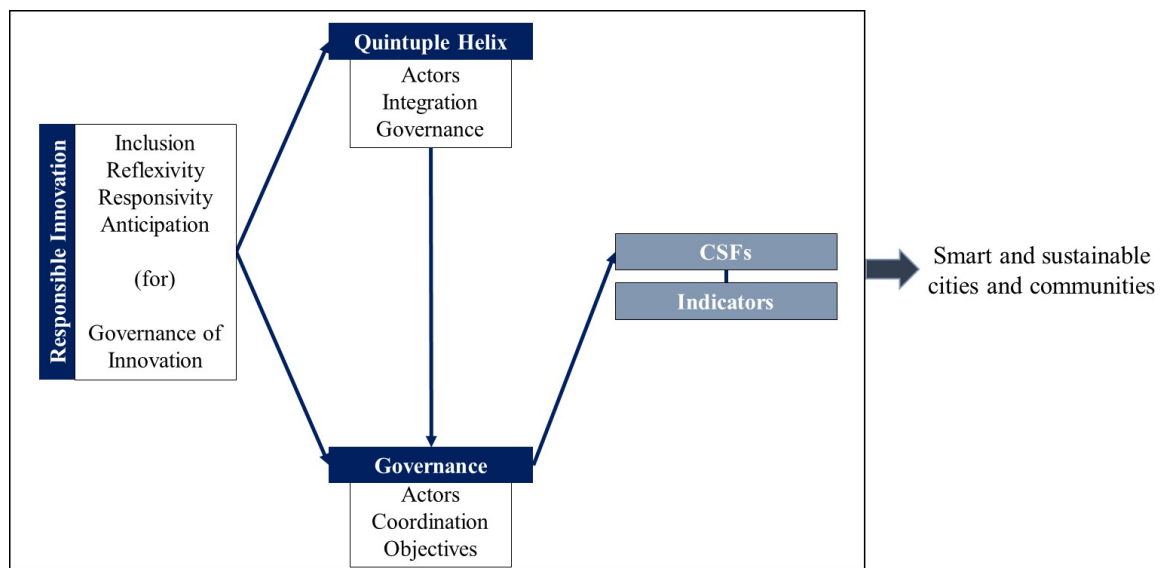 Quintuple Helix
Actors
Integration
Governance
Responsible Innovation
Inclusion
Reflexivity
Responsivity
Anticipation
(for)
Governance of
Innovation
CSFs
Indicators
Smart and sustainable
cities and communities
Governance
Actors
Coordination
Objectives